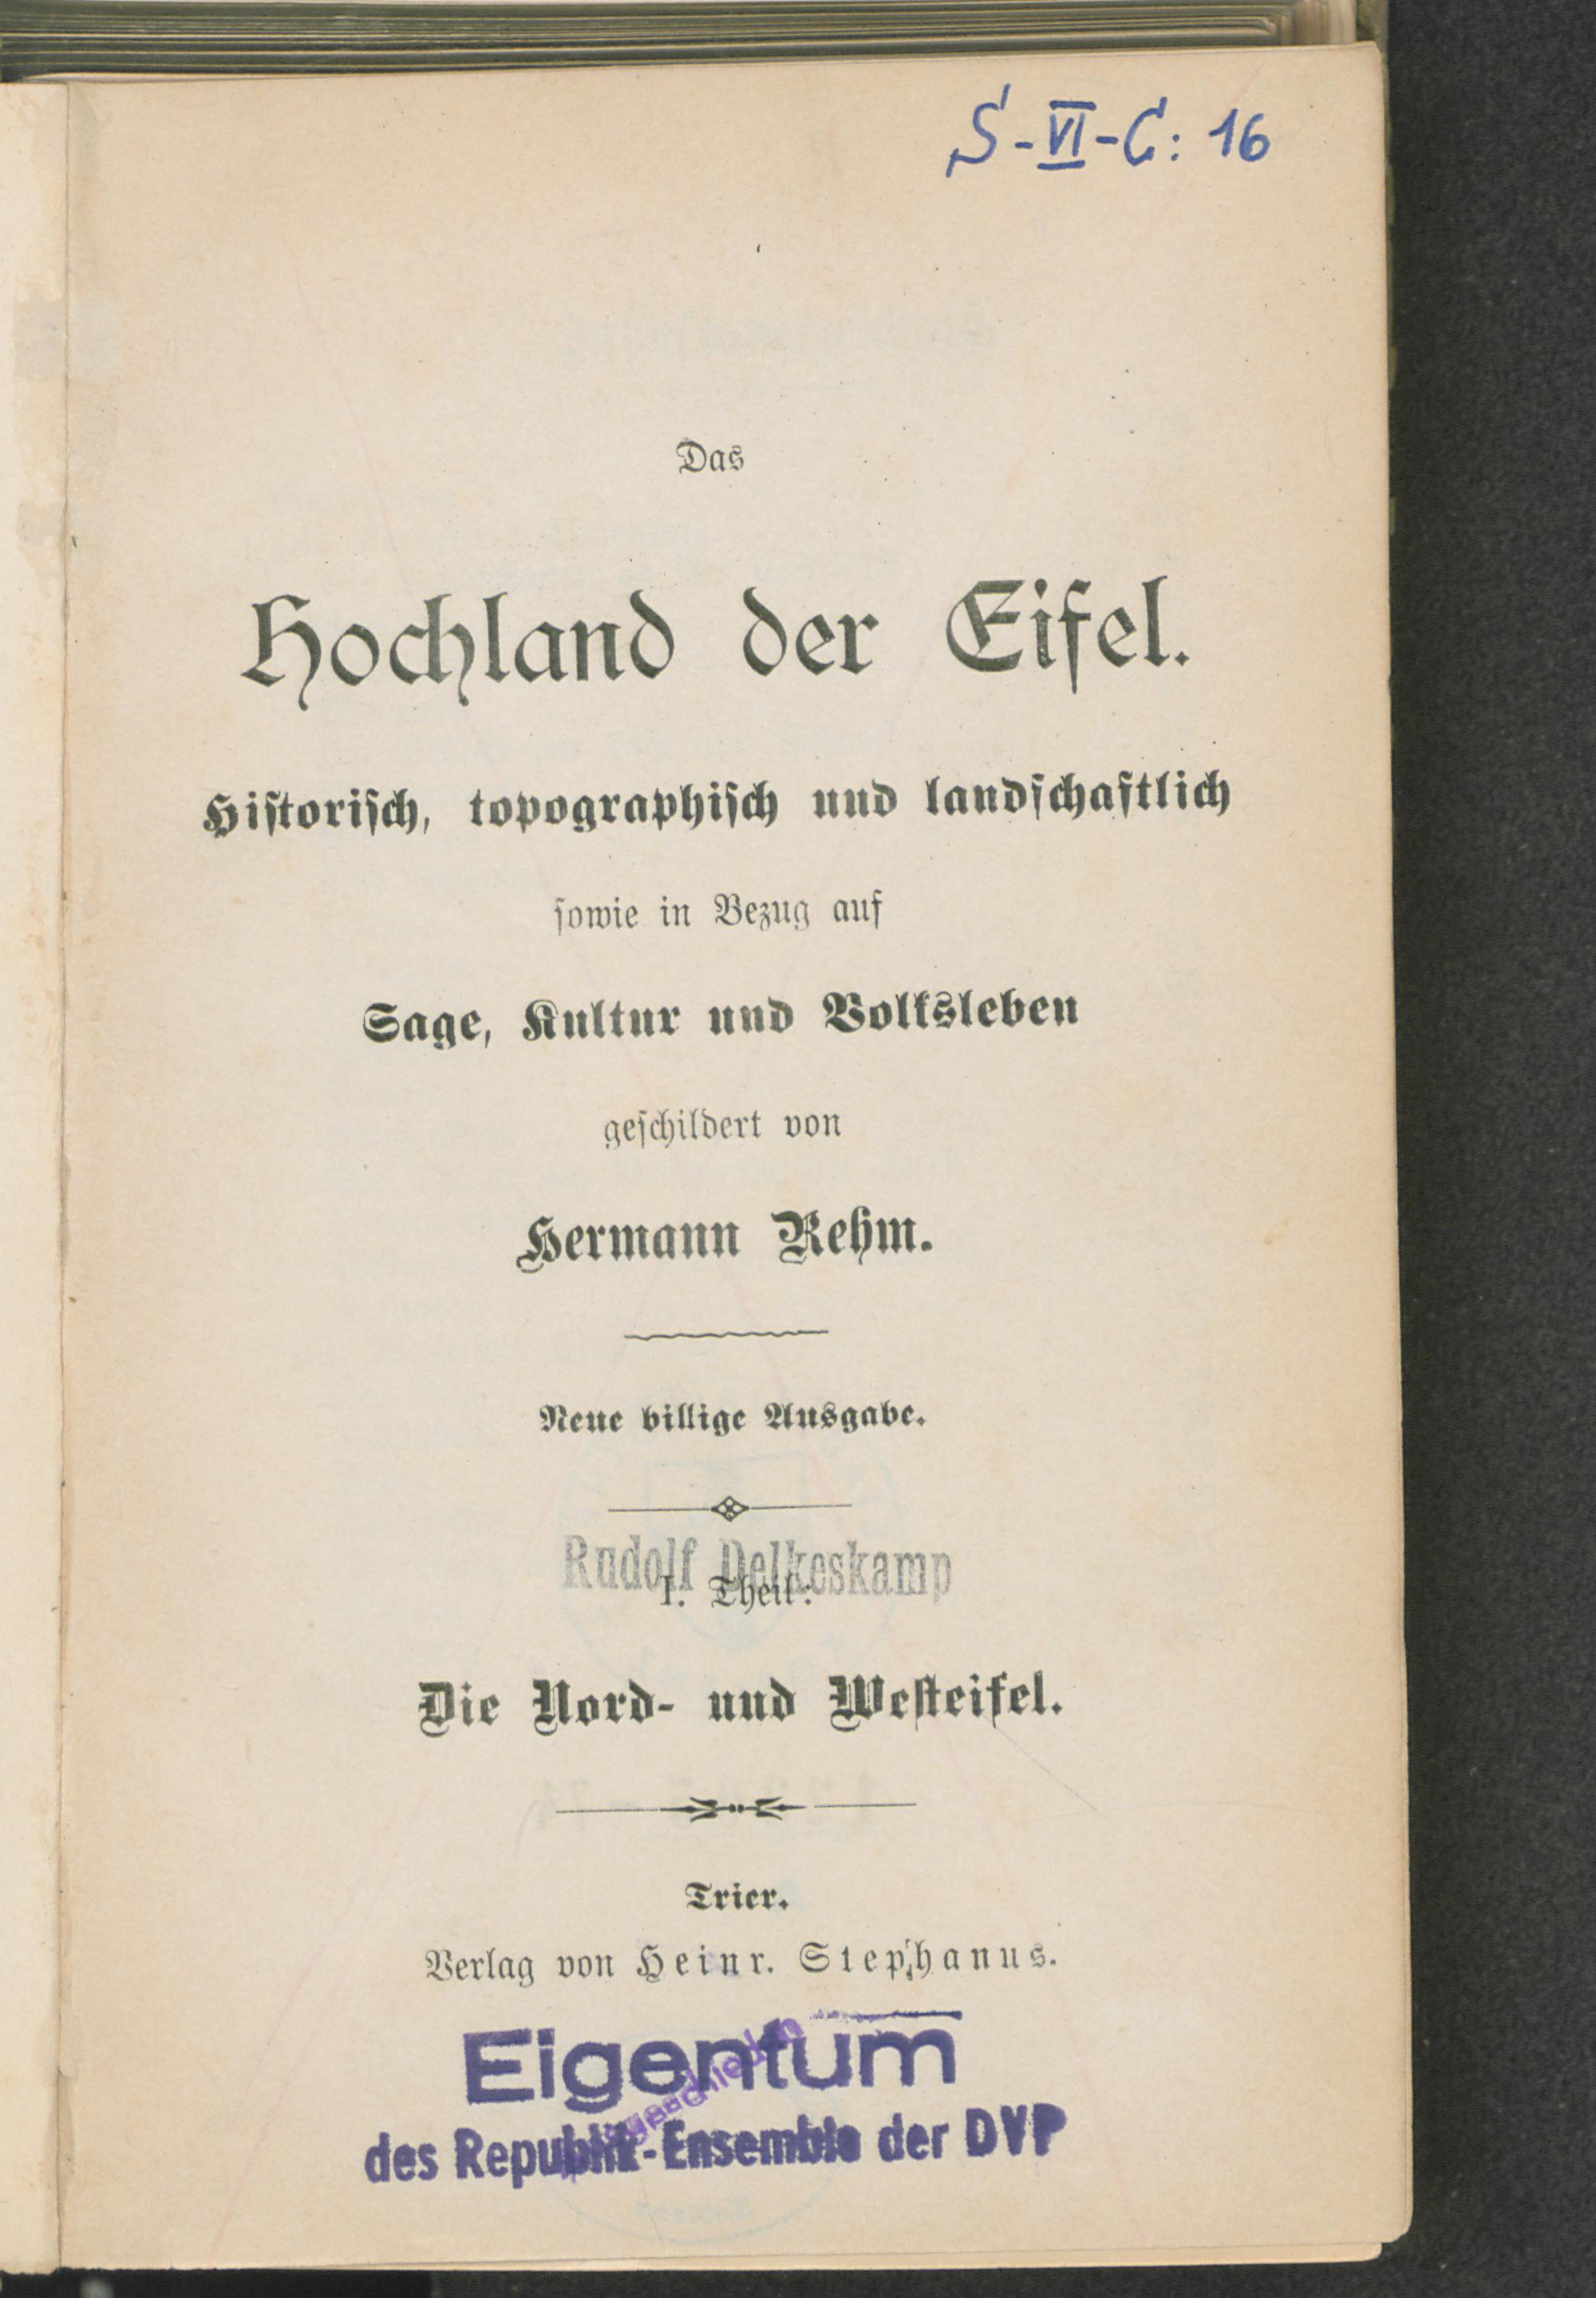 S-VI-C: 16
Das
Hochland der Eifel.
Historisch, topographisch und landschaftlich
sowie in Bezug auf
Sage, Kultur und Volksleben
geschildert von
Hermann Rehm.
Neue billige Ausgabe.
Rudolf Delkeskamp
I. Theil:
Die Nord- und Westeifel.
Trier.
Verlag von Heinr. Stephanus.
Eigentum
des Republik-Ensemble der DVP